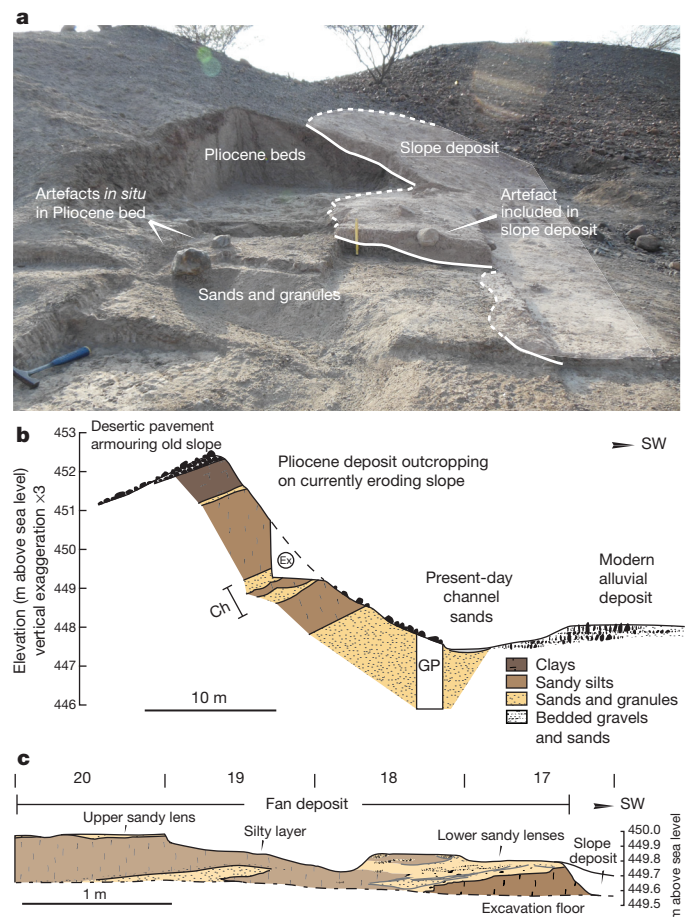 a
Pliocene beds
Slope deposit
Artefacts in situ
in Pliocene bed
Artefact
included in
slope deposit
Sands and granules
b
Desertic pavement
armouring old slope
SW
Pliocene deposit outcropping
on currently eroding slope
Elevation (m above sea level)
vertical exaggeration ×3
453
452
451
450
449
448
447
446
Ex
Ch
GP
Present-day
channel
sands
Modern
alluvial
deposit
10 m
Clays
Sandy silts
Sands and granules
Bedded gravels
and sands
c
20 19 18 17
Fan deposit
SW
Upper sandy lens
Silty layer
Lower sandy lenses
Slope
deposit
450.0
449.9
449.8
449.7
449.6
449.5
m above sea level
1 m
Excavation floor